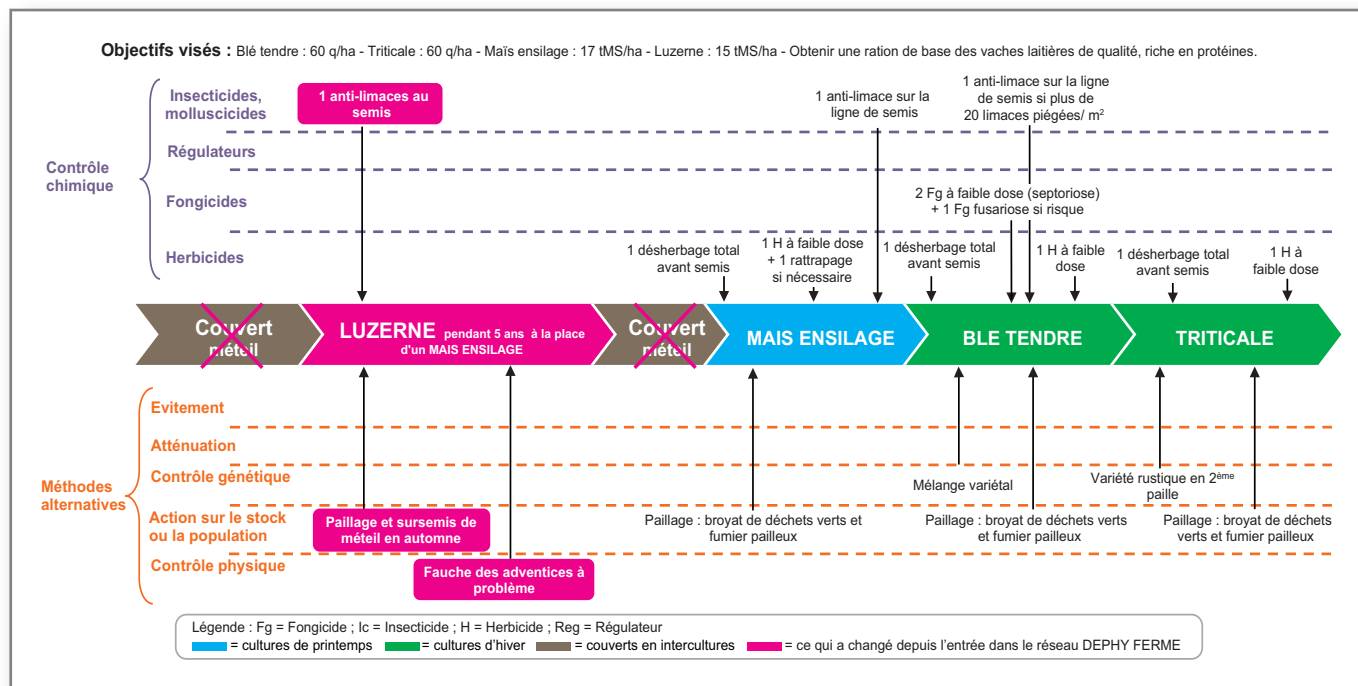 Objectifs visés : Blé tendre : 60 q/ha - Triticale : 60 q/ha - Maïs ensilage : 17 tMS/ha - Luzerne : 15 tMS/ha - Obtenir une ration de base des vaches laitières de qualité, riche en protéines.
Contrôle
chimique
Insecticides,
molluscicides
Régulateurs
Fongicides
Herbicides
1 anti-limaces au
semis
1 anti-limace sur la
ligne de semis
1 anti-limace sur la ligne
de semis si plus de
20 limaces piégées/ m²
2 Fg à faible dose (septoriose)
+ 1 Fg fusariose si risque
1 désherbage total
avant semis
1 H à faible dose
+ 1 rattrapage
si nécessaire
1 désherbage total
avant semis
1 H à faible
dose
1 désherbage total
avant semis
1 H à
faible dose
Couvert
méteil
LUZERNE pendant 5 ans à la place
d'un MAIS ENSILAGE
Couvert
méteil
MAIS ENSILAGE
BLE TENDRE
TRITICALE
Méthodes
alternatives
Evitement
Atténuation
Contrôle génétique
Action sur le stock
ou la population
Contrôle physique
Mélange variétal
Variété rustique en 2ème
paille
Paillage et sursemis de
méteil en automne
Paillage : broyat de déchets verts et
fumier pailleux
Paillage : broyat de déchets verts
et fumier pailleux
Paillage : broyat de déchets
verts et fumier pailleux
Fauche des adventices à
problème
Légende : Fg = Fongicide ; Ic = Insecticide ; H = Herbicide ; Reg = Régulateur
= cultures de printemps = cultures d'hiver = couverts en intercultures = ce qui a changé depuis l'entrée dans le réseau DEPHY FERME